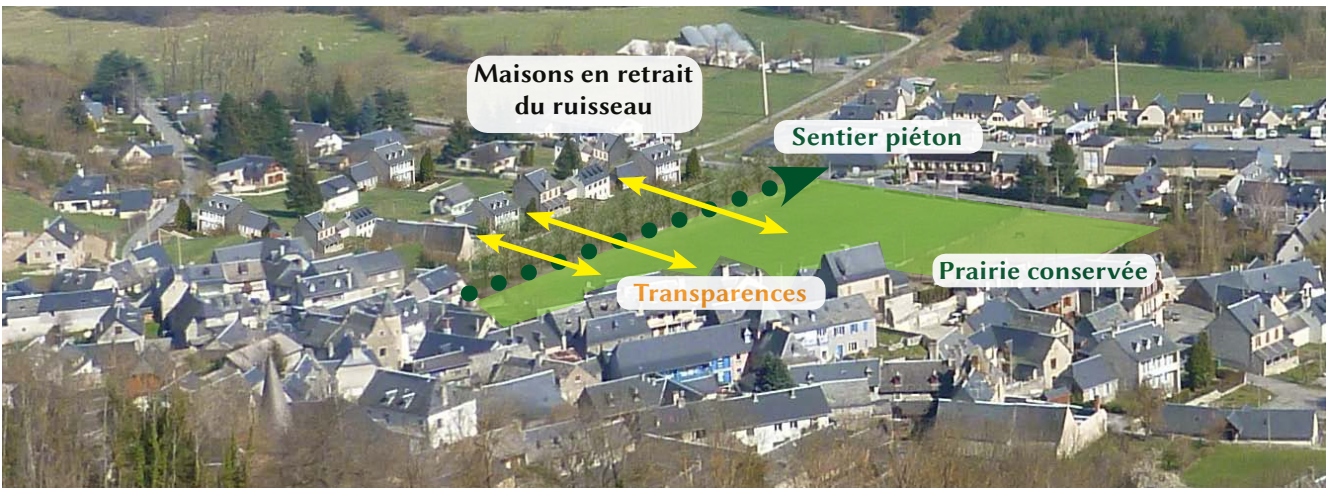 Maisons en retrait
du ruisseau
Sentier piéton
Prairie conservée
Transparences